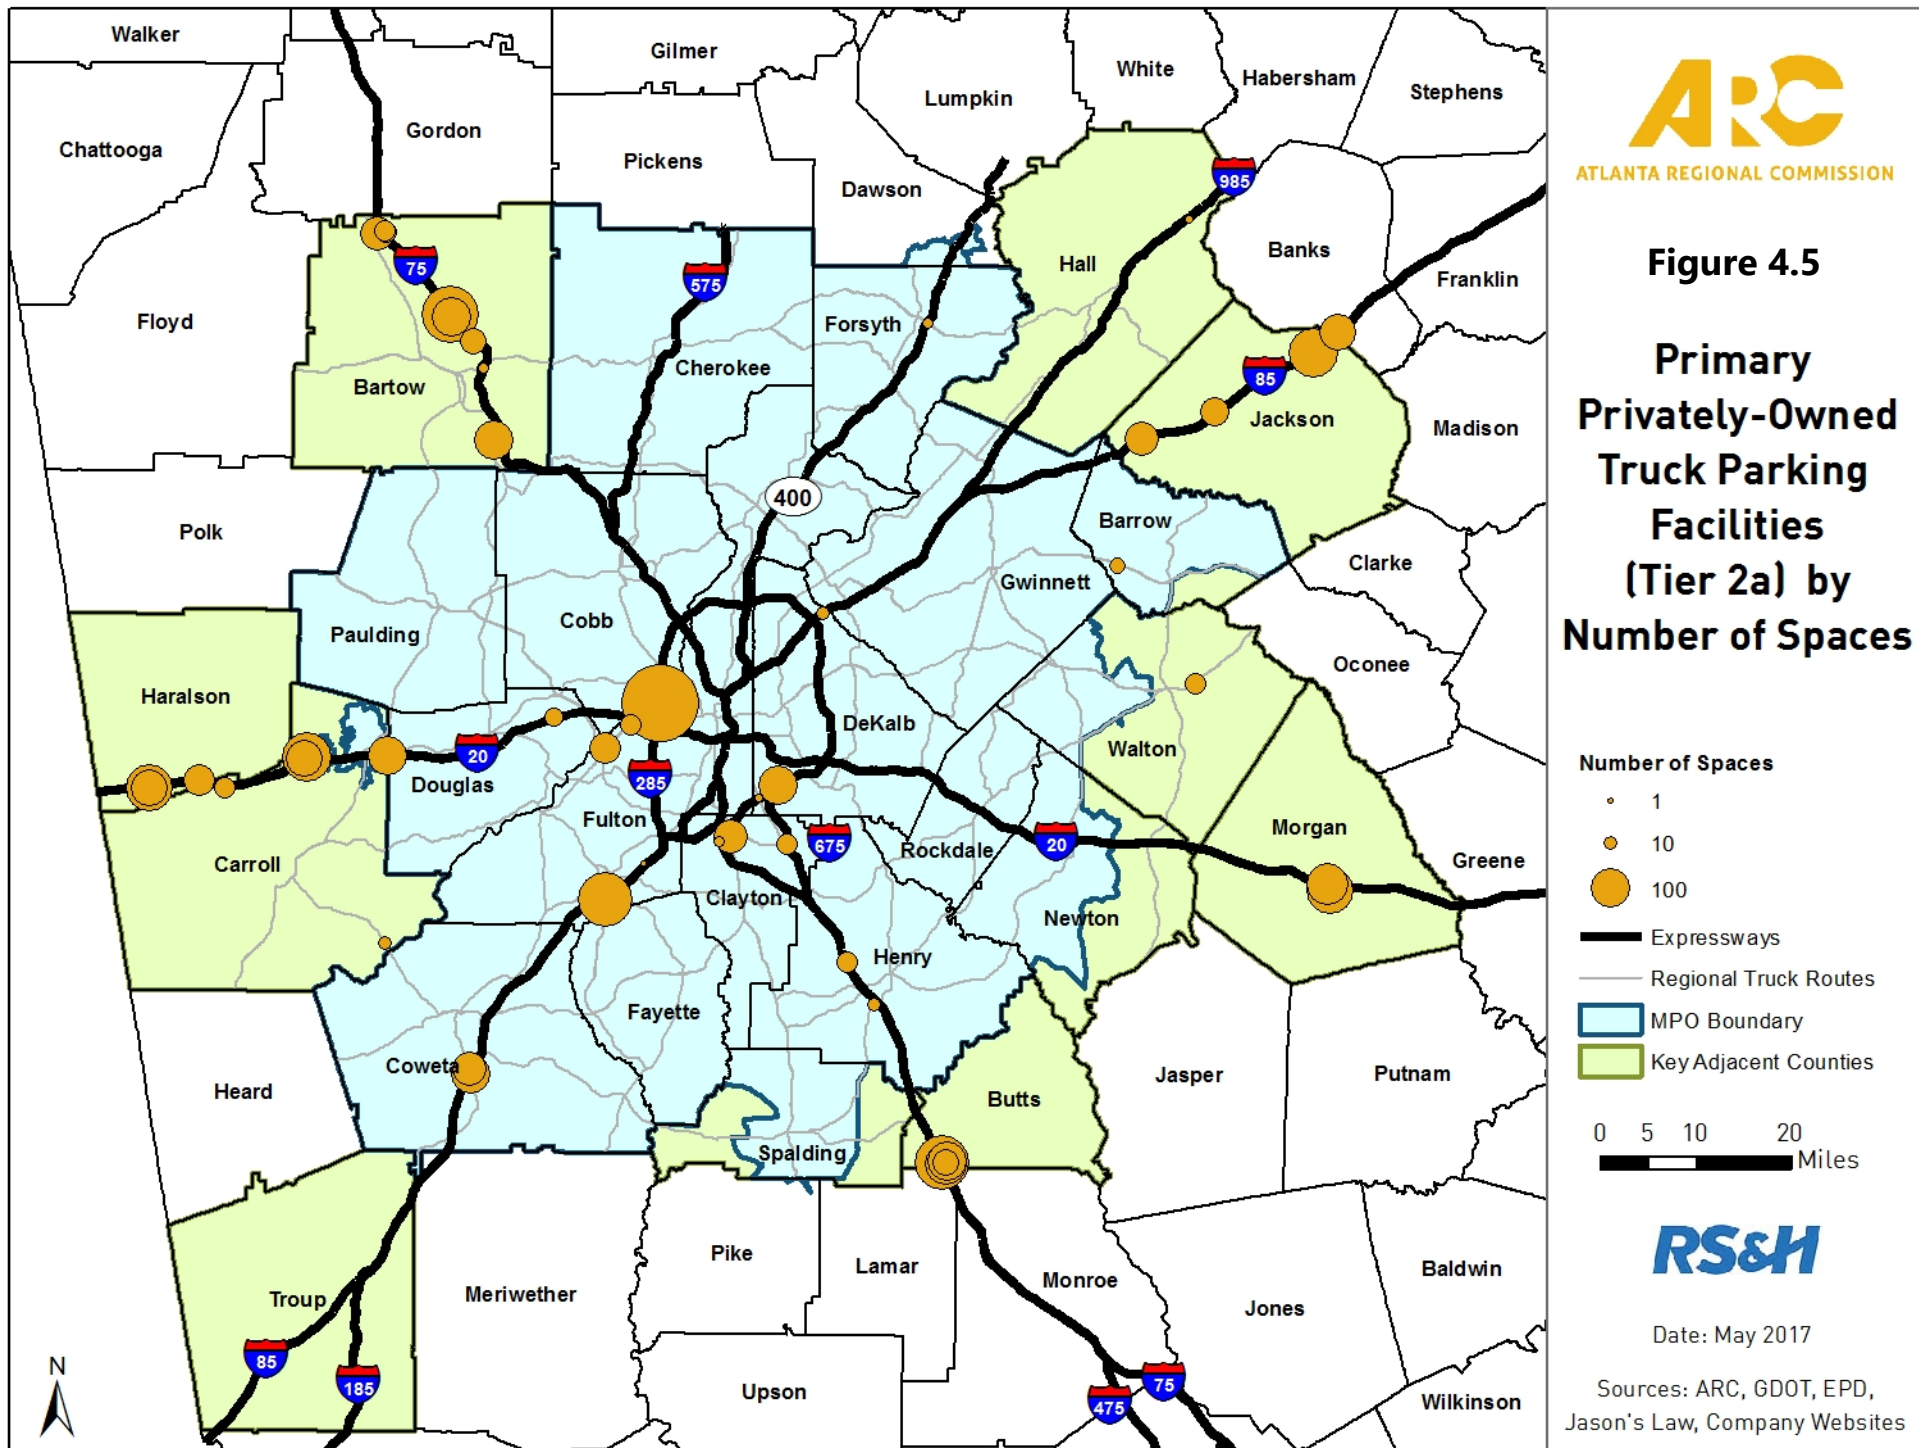 Walker
Gilmer
White
Habersham
Stephens
Lumpkin
Gordon
Chattooga
Pickens
Dawson
985
Banks
Hall
Franklin
75
575
Floyd
Forsyth
Cherokee
85
Bartow
Jackson
Madison
400
Polk
Barrow
Clarke
Gwinnett
Cobb
Paulding
Oconee
Haralson
DeKalb
Walton
20
285
Douglas
Fulton
675
Rockdale
20
Morgan
Greene
Carroll
Clayton
Newton
Henry
Fayette
Coweta
Heard
Butts
Jasper
Putnam
Spalding
Pike
Lamar
Monroe
Baldwin
Meriwether
Troup
Jones
85
185
Upson
75
475
Wilkinson
N
ARC
ATLANTA REGIONAL COMMISSION
Figure 4.5
Primary
Privately-Owned
Truck Parking
Facilities
(Tier 2a) by
Number of Spaces
Number of Spaces
1
10
100
Expressways
Regional Truck Routes
MPO Boundary
Key Adjacent Counties
0 5 10 20
Miles
RS&H
Date: May 2017
Sources: ARC, GDOT, EPD,
Jason's Law, Company Websites